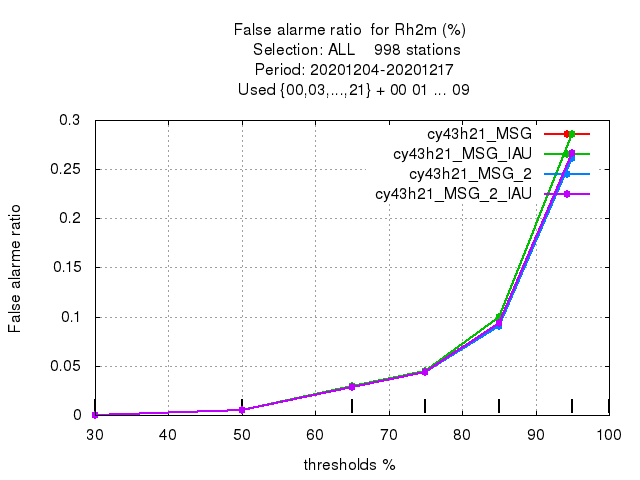 False alarme ratio  for Rh2m (%)
Selection: ALL    998 stations
Period: 20201204-20201217
Used {00,03,...,21} + 00 01 ... 09
0.3
0.25
0.2
0.15
0.1
0.05
0
False alarme ratio
cy43h21_MSG
cy43h21_MSG_IAU
cy43h21_MSG_2
cy43h21_MSG_2_IAU
30 40 50 60 70 80 90 100
thresholds %